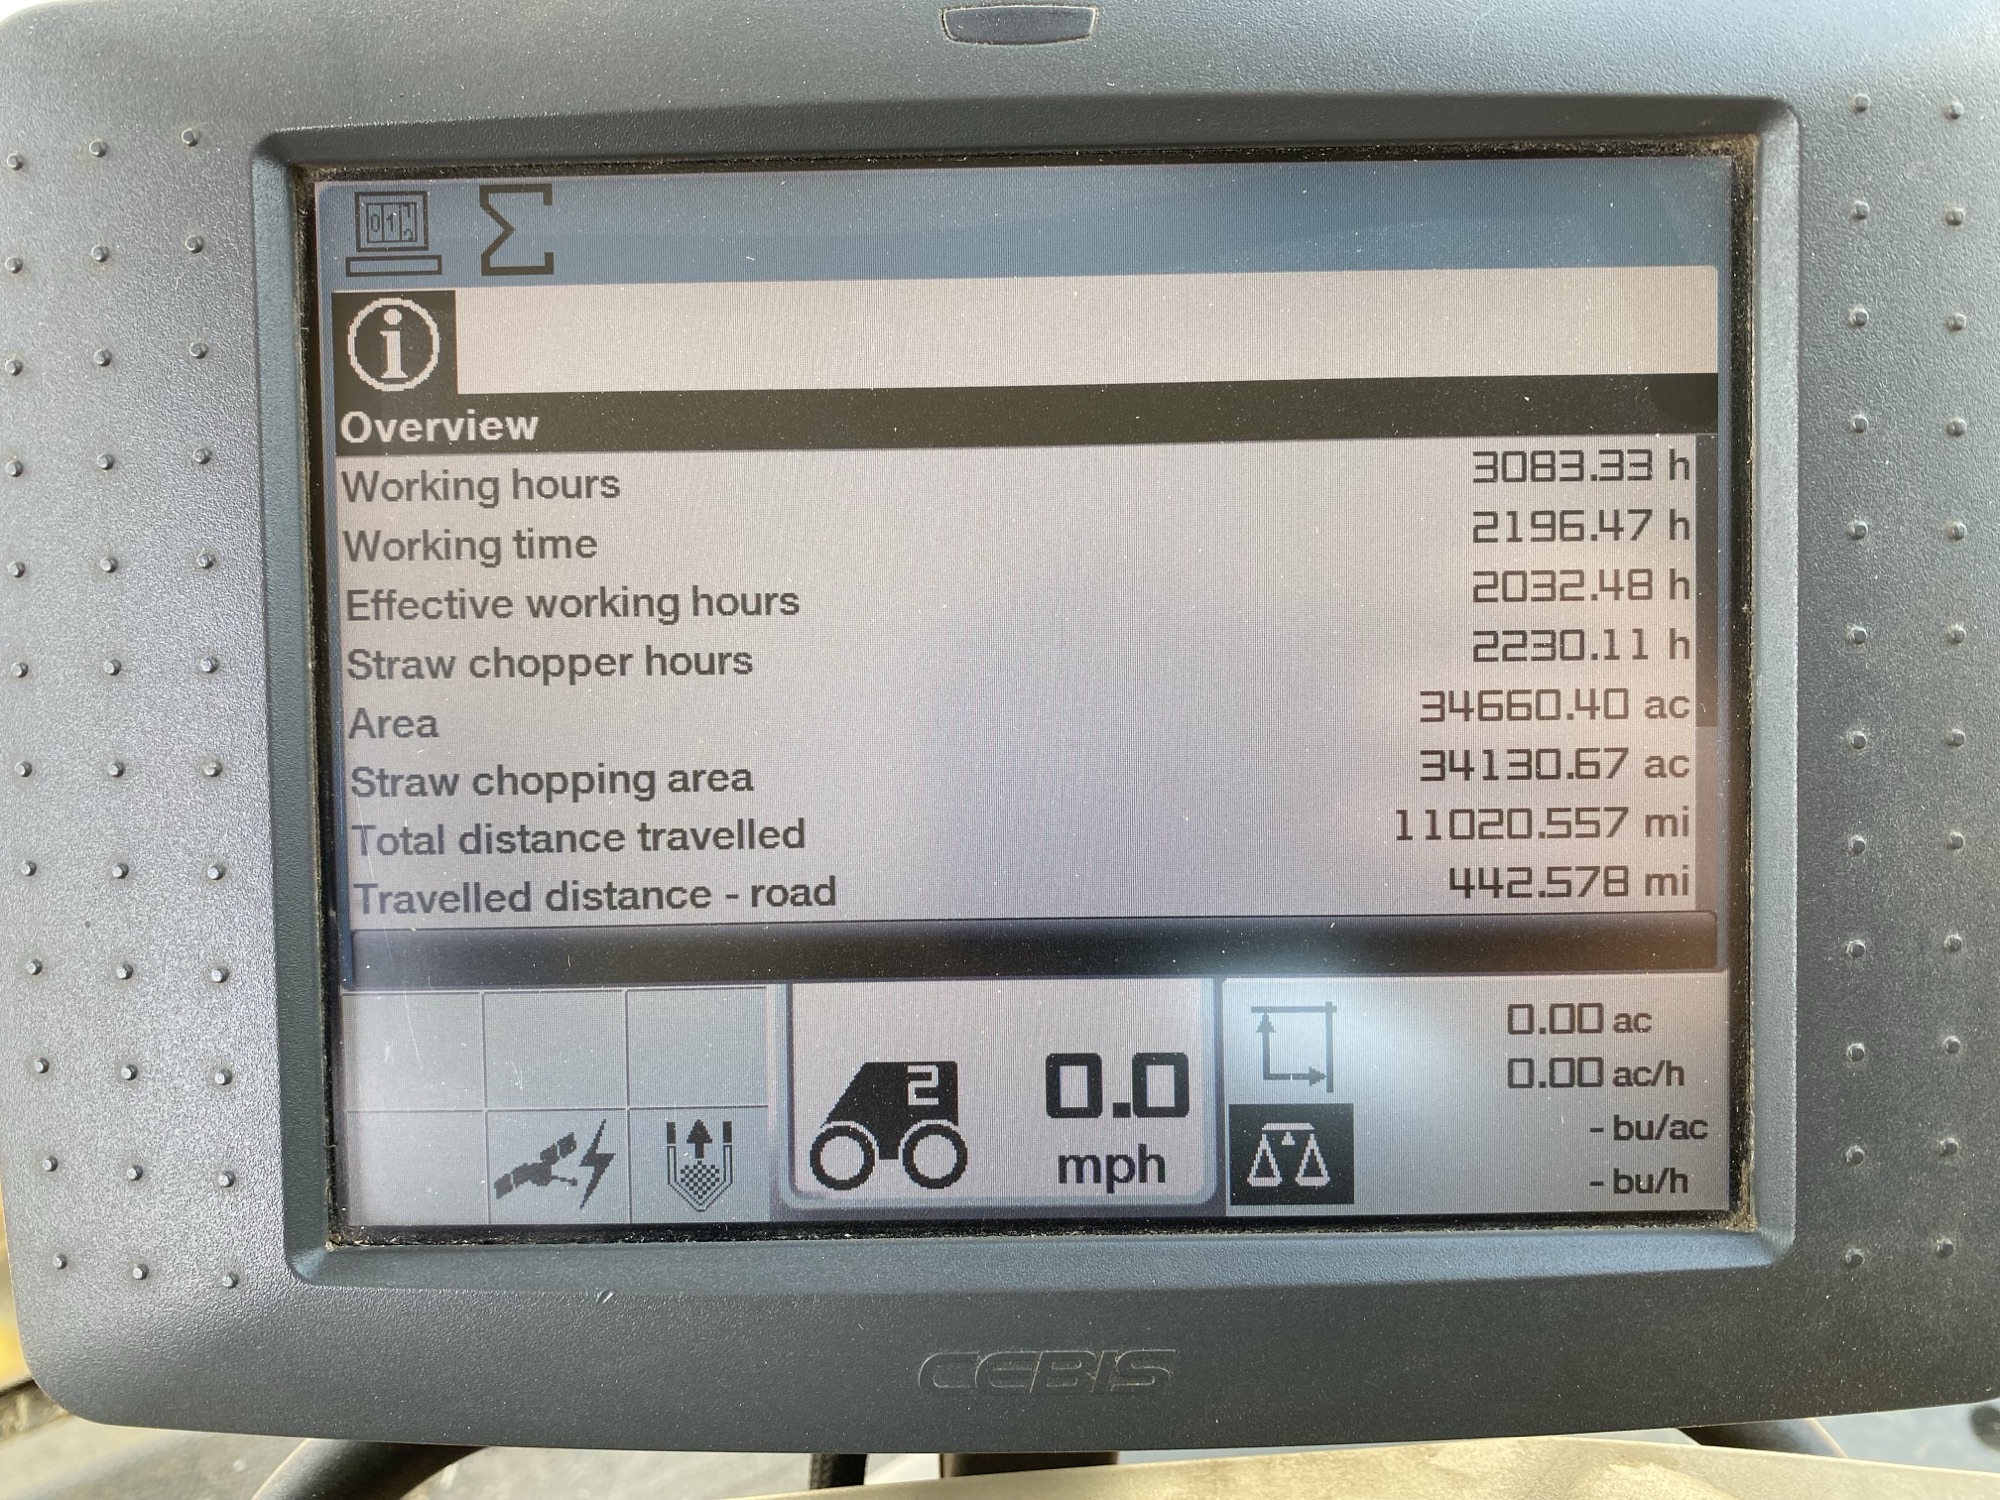 01
Overview
Working hours 3083.33 h
Working time 2196.47 h
Effective working hours 2032.48 h
Straw chopper hours 2230.11 h
Area 34660.40 ac
Straw chopping area 34130.67 ac
Total distance travelled 11020.557 mi
Travelled distance - road 442.578 mi
2
0.0
mph
0.00 ac
0.00 ac/h
- bu/ac
- bu/h
CEBIS